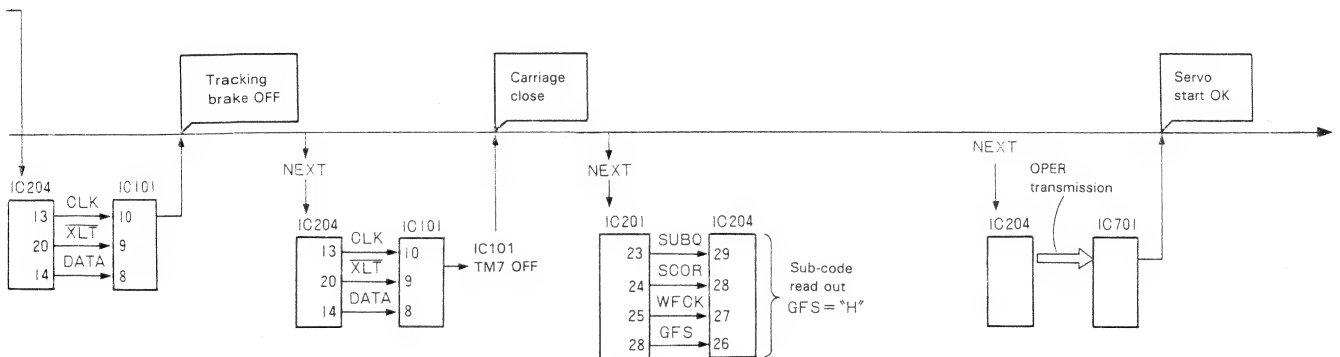 Tracking
brake OFF
Carriage
close
Servo
start OK
IC204
IC101
CLK
13
10
XLT
20
9
DATA
14
8
NEXT
IC204
IC101
CLK
13
10
XLT
20
9
DATA
14
8
IC101
TM7 OFF
NEXT
IC201
IC204
SUBQ
23
29
SCOR
24
28
WFCK
25
27
GFS
28
26
Sub-code
read out
GFS = "H"
NEXT
OPER
transmission
IC204
IC701